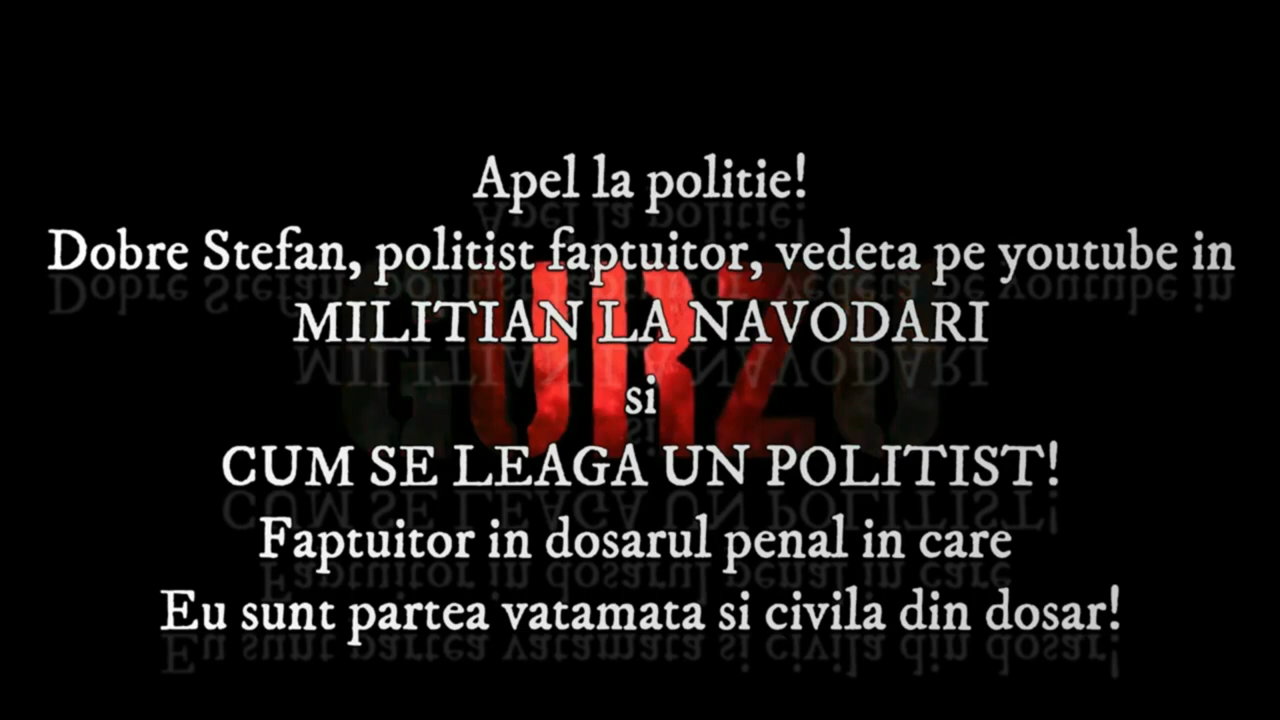 Apel la politie!
Dobre Stefan, politist faptuitor, vedeta pe youtube in
MILITIAN LA NAVODARI
si
CUM SE LEAGA UN POLITIST!
Faptuitor in dosarul penal in care
Eu sunt partea vatamata si civila din dosar!
GURZO